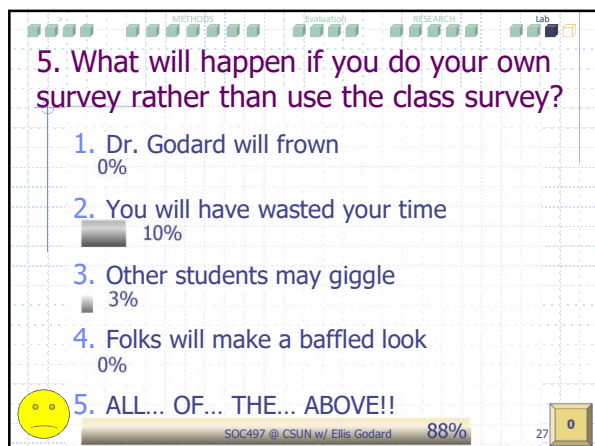 > METHODS Evaluation RESEARCH Lab
5. What will happen if you do your own
survey rather than use the class survey?
1. Dr. Godard will frown
0%
2. You will have wasted your time
10%
3. Other students may giggle
3%
4. Folks will make a baffled look
0%
5. ALL... OF... THE... ABOVE!!
SOC497 @ CSUN w/ Ellis Godard 88% 27 0